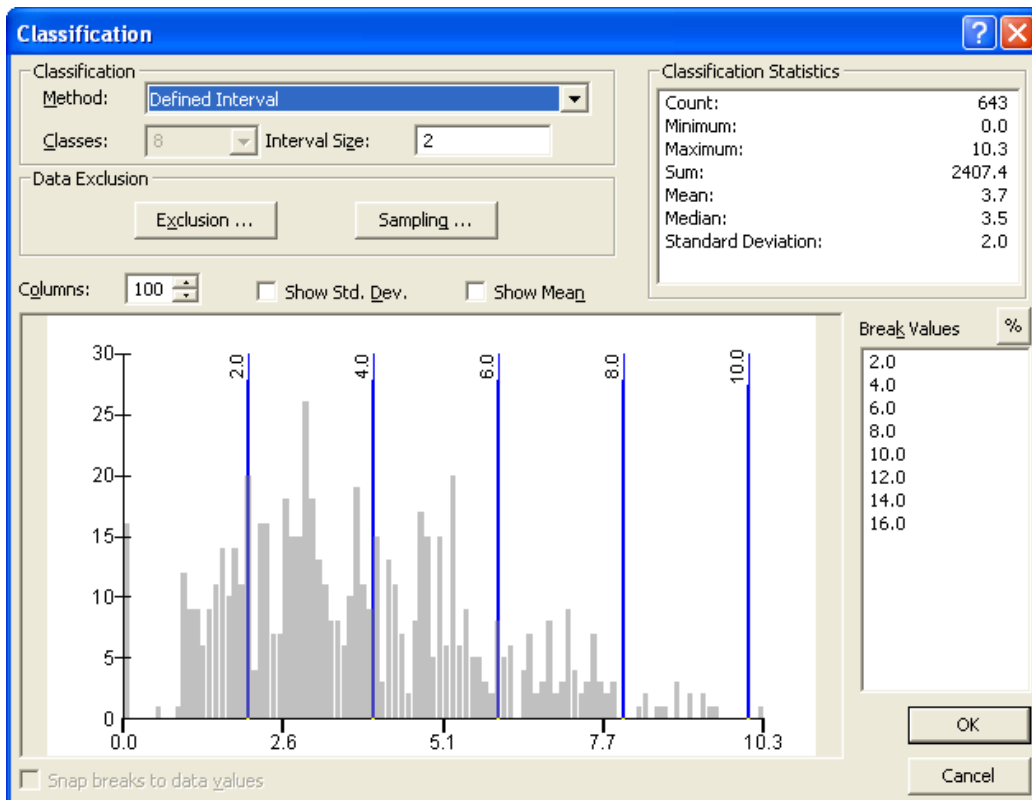 Classification
Classification
Method: Defined Interval
Classes: 8 Interval Size: 2
Data Exclusion
Exclusion ... Sampling ...
Classification Statistics
Count: 643
Minimum: 0.0
Maximum: 10.3
Sum: 2407.4
Mean: 3.7
Median: 3.5
Standard Deviation: 2.0
Columns: 100 Show Std. Dev. Show Mean
Break Values %
2.0
4.0
6.0
8.0
10.0
12.0
14.0
16.0
2.0 4.0 6.0 8.0 10.0
30
25
20
15
10
5
0
0.0 2.6 5.1 7.7 10.3
Snap breaks to data values
OK
Cancel